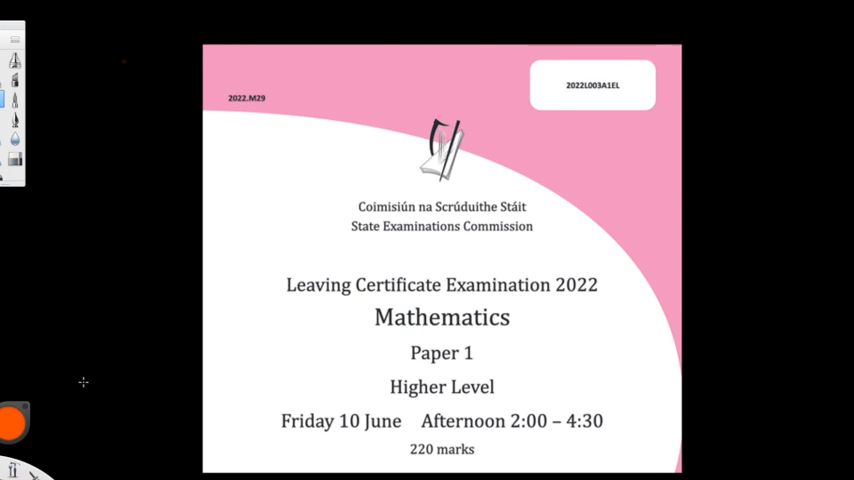 2022.M29
2022L003A1EL
Coimisiún na Scrúduithe Stáit
State Examinations Commission
Leaving Certificate Examination 2022
Mathematics
Paper 1
Higher Level
Friday 10 June Afternoon 2:00 – 4:30
220 marks